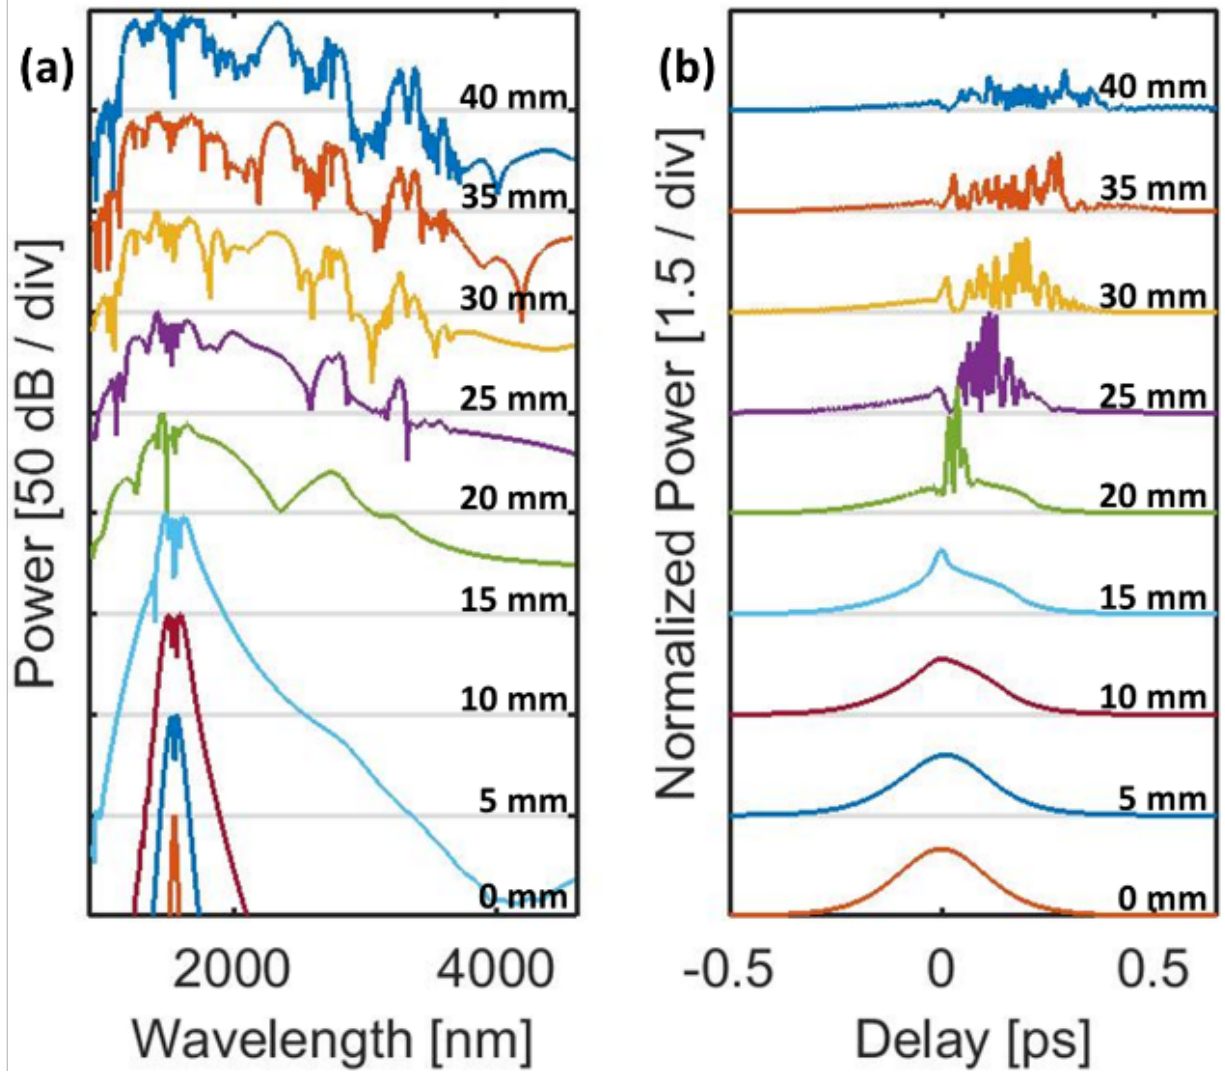 (a)
Power [50 dB / div]
40 mm
35 mm
30 mm
25 mm
20 mm
15 mm
10 mm
5 mm
0 mm
2000
4000
Wavelength [nm]
(b)
Normalized Power [1.5 / div]
40 mm
35 mm
30 mm
25 mm
20 mm
15 mm
10 mm
5 mm
0 mm
-0.5
0
0.5
Delay [ps]